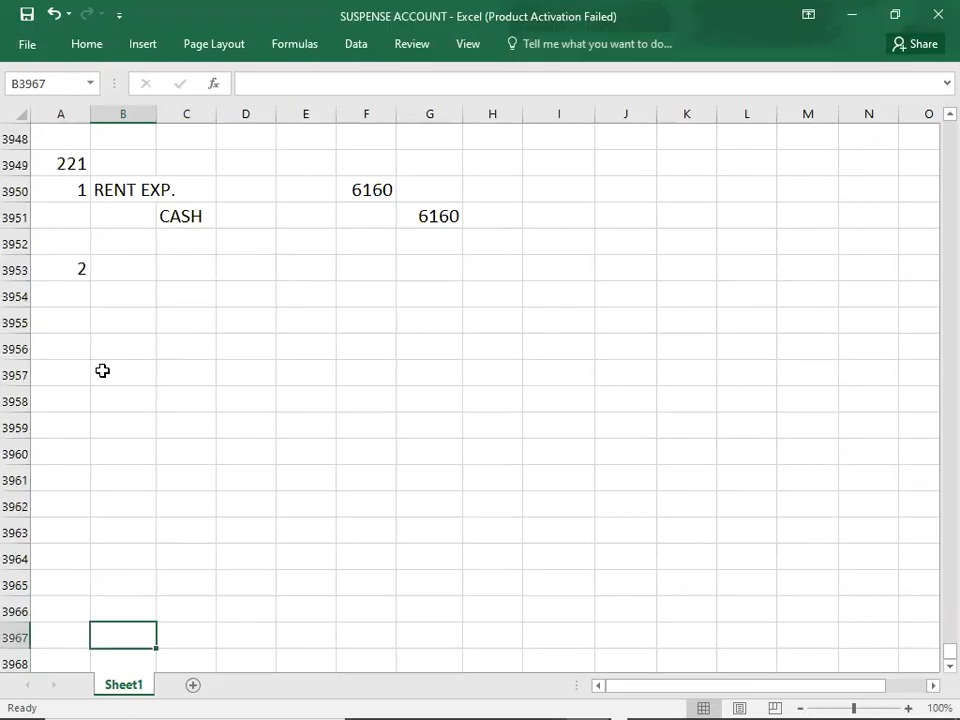 SUSPENSE ACCOUNT - Excel (Product Activation Failed)
File Home Insert Page Layout Formulas Data Review View Tell me what you want to do... Share
B3967 fx
A B C D E F G H I J K L M N O
3948
3949 221
3950 1 RENT EXP. 6160
3951 CASH 6160
3952
3953 2
3954
3955
3956
3957
3958
3959
3960
3961
3962
3963
3964
3965
3966
3967
3968
Sheet1
Ready 100%